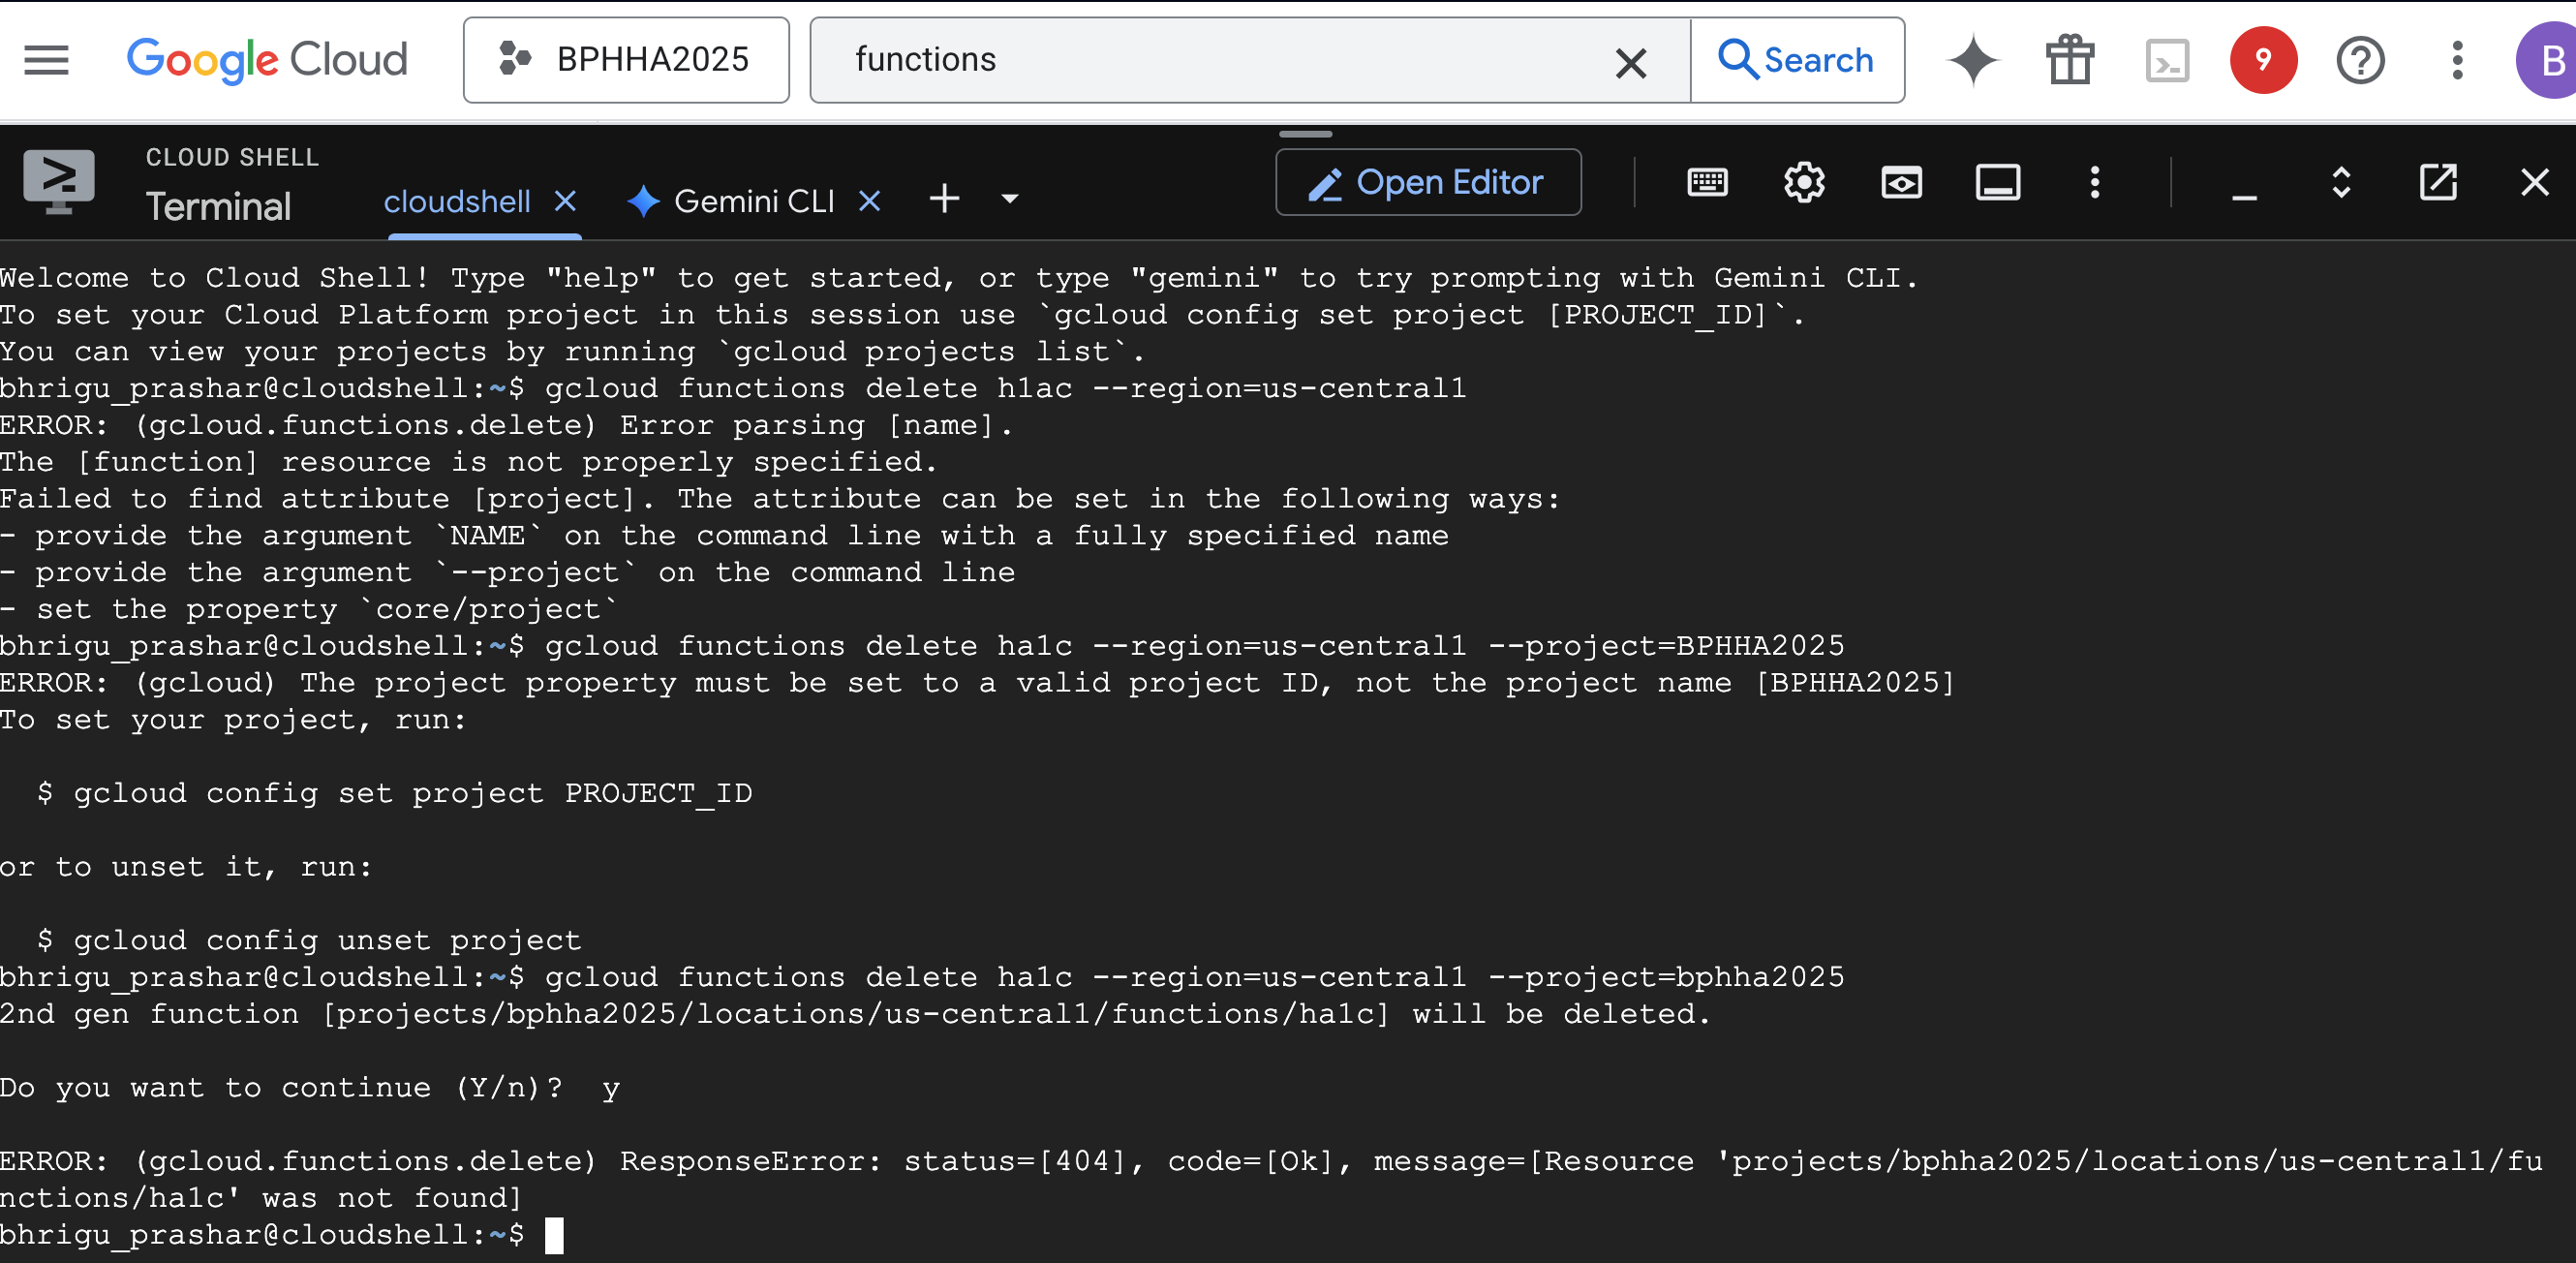 Google Cloud BPHHA2025 functions Search 9 B
CLOUD SHELL
Terminal cloudshell Gemini CLI Open Editor
Welcome to Cloud Shell! Type "help" to get started, or type "gemini" to try prompting with Gemini CLI.
To set your Cloud Platform project in this session use `gcloud config set project [PROJECT_ID]`.
You can view your projects by running `gcloud projects list`.
bhrigu_prashar@cloudshell:~$ gcloud functions delete h1ac --region=us-central1
ERROR: (gcloud.functions.delete) Error parsing [name].
The [function] resource is not properly specified.
Failed to find attribute [project]. The attribute can be set in the following ways:
- provide the argument `NAME` on the command line with a fully specified name
- provide the argument `--project` on the command line
- set the property `core/project`
bhrigu_prashar@cloudshell:~$ gcloud functions delete ha1c --region=us-central1 --project=BPHHA2025
ERROR: (gcloud) The project property must be set to a valid project ID, not the project name [BPHHA2025]
To set your project, run:
$ gcloud config set project PROJECT_ID
or to unset it, run:
$ gcloud config unset project
bhrigu_prashar@cloudshell:~$ gcloud functions delete ha1c --region=us-central1 --project=bphha2025
2nd gen function [projects/bphha2025/locations/us-central1/functions/ha1c] will be deleted.
Do you want to continue (Y/n)?  y
ERROR: (gcloud.functions.delete) ResponseError: status=[404], code=[Ok], message=[Resource 'projects/bphha2025/locations/us-central1/fu
nctions/ha1c' was not found]
bhrigu_prashar@cloudshell:~$